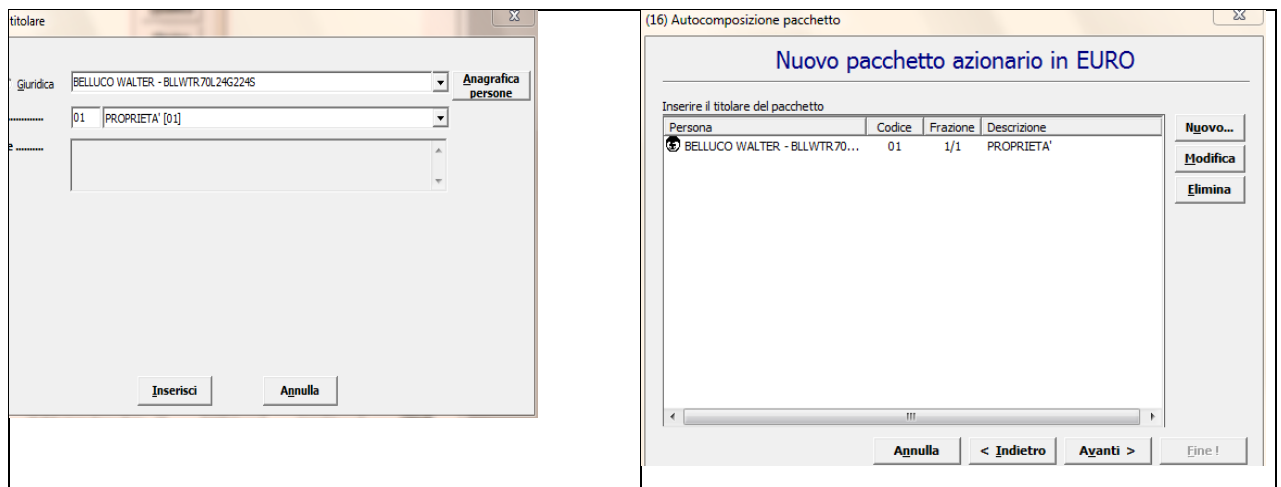 titolare
Giuridica BELLUCO WALTER - BLLWTR70L24G224S Anagrafica persone
............. 01 PROPRIETA' [01]
e .........
Inserisci Annulla
(16) Autocomposizione pacchetto
Nuovo pacchetto azionario in EURO
Inserire il titolare del pacchetto
Persona Codice Frazione Descrizione
BELLUCO WALTER - BLLWTR70... 01 1/1 PROPRIETA'
Nuovo...
Modifica
Elimina
Annulla < Indietro Avanti > Fine !